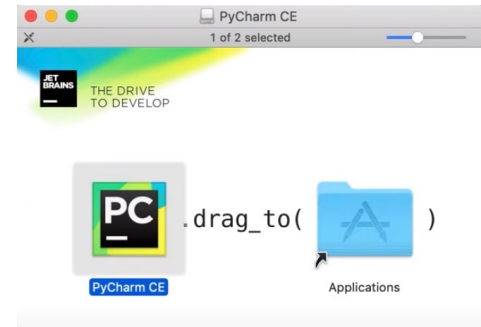 PyCharm CE
1 of 2 selected
JET
BRAINS
THE DRIVE
TO DEVELOP
PC
.drag_to( )
PyCharm CE
Applications